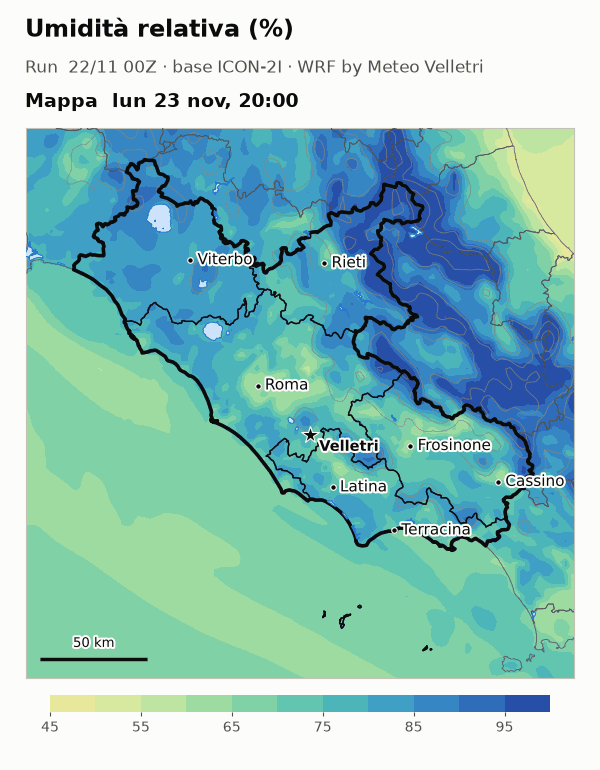 Umidità relativa (%)
Run  22/11 00Z · base ICON-2I · WRF by Meteo Velletri
Mappa  lun 23 nov, 20:00
Viterbo
Rieti
Roma
Velletri
Frosinone
Latina
Cassino
Terracina
50 km
45 55 65 75 85 95